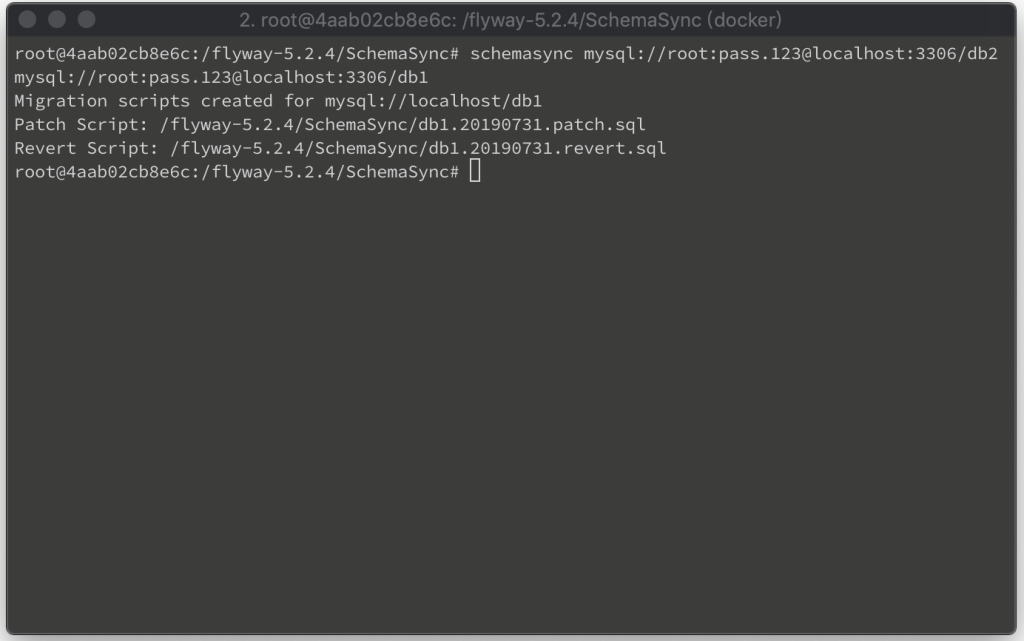 2. root@4aab02cb8e6c: /flyway-5.2.4/SchemaSync (docker)
root@4aab02cb8e6c:/flyway-5.2.4/SchemaSync# schemasync mysql://root:pass.123@localhost:3306/db2
mysql://root:pass.123@localhost:3306/db1
Migration scripts created for mysql://localhost/db1
Patch Script: /flyway-5.2.4/SchemaSync/db1.20190731.patch.sql
Revert Script: /flyway-5.2.4/SchemaSync/db1.20190731.revert.sql
root@4aab02cb8e6c:/flyway-5.2.4/SchemaSync#